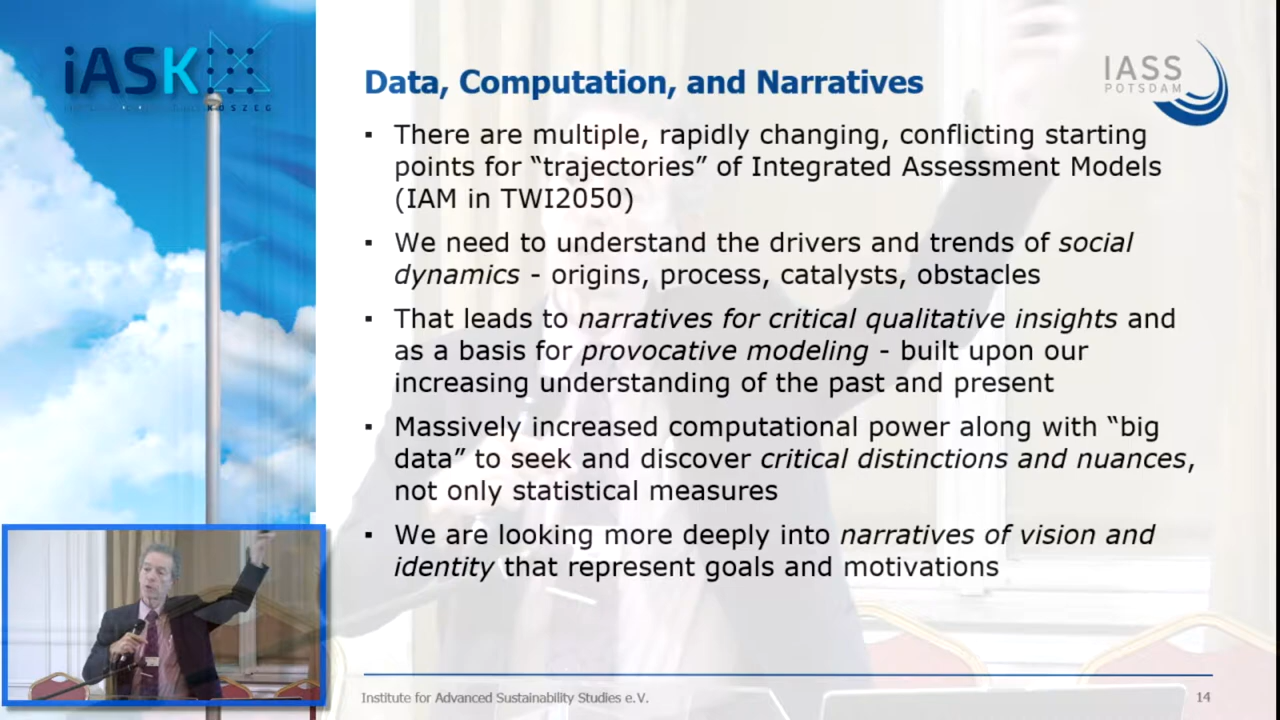 iASK
KOSZEG
IASS
POTSDAM
Data, Computation, and Narratives
▪ There are multiple, rapidly changing, conflicting starting
points for “trajectories” of Integrated Assessment Models
(IAM in TWI2050)
▪ We need to understand the drivers and trends of social
dynamics - origins, process, catalysts, obstacles
▪ That leads to narratives for critical qualitative insights and
as a basis for provocative modeling - built upon our
increasing understanding of the past and present
▪ Massively increased computational power along with “big
data” to seek and discover critical distinctions and nuances,
not only statistical measures
▪ We are looking more deeply into narratives of vision and
identity that represent goals and motivations
Institute for Advanced Sustainability Studies e.V.
14